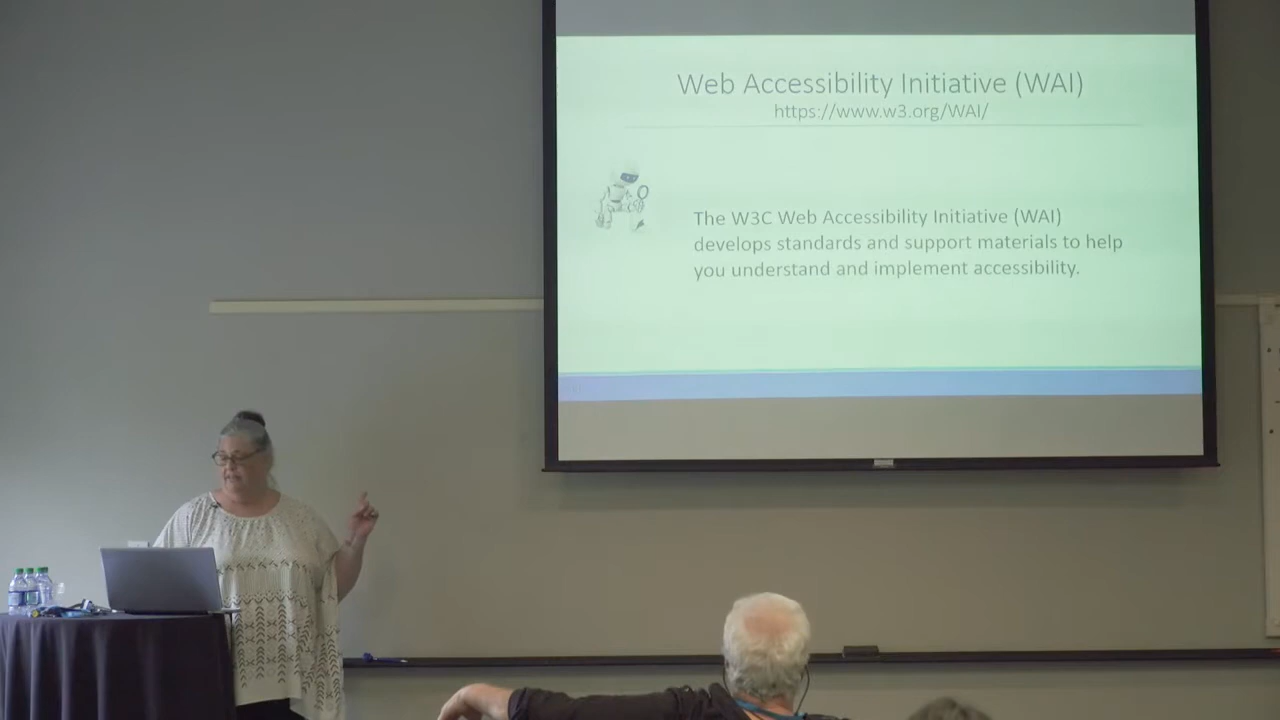 Web Accessibility Initiative (WAI)
https://www.w3.org/WAI/
The W3C Web Accessibility Initiative (WAI)
develops standards and support materials to help
you understand and implement accessibility.